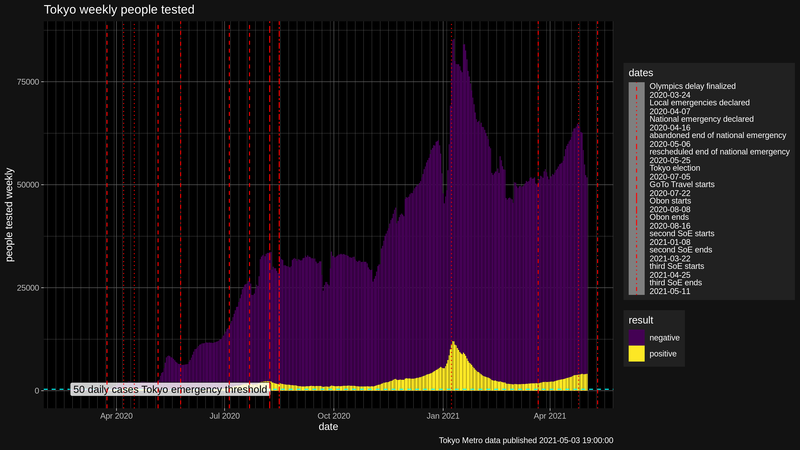 Tokyo weekly people tested
people tested weekly
75000
50000
25000
0
50 daily cases Tokyo emergency threshold
Apr 2020
Jul 2020
Oct 2020
Jan 2021
Apr 2021
date
dates
Olympics delay finalized
2020-03-24
Local emergencies declared
2020-04-07
National emergency declared
2020-04-16
abandoned end of national emergency
2020-05-06
rescheduled end of national emergency
2020-05-25
Tokyo election
2020-07-05
GoTo Travel starts
2020-07-22
Obon starts
2020-08-08
Obon ends
2020-08-16
second SoE starts
2021-01-08
second SoE ends
2021-03-22
third SoE starts
2021-04-25
third SoE ends
2021-05-11
result
negative
positive
Tokyo Metro data published 2021-05-03 19:00:00